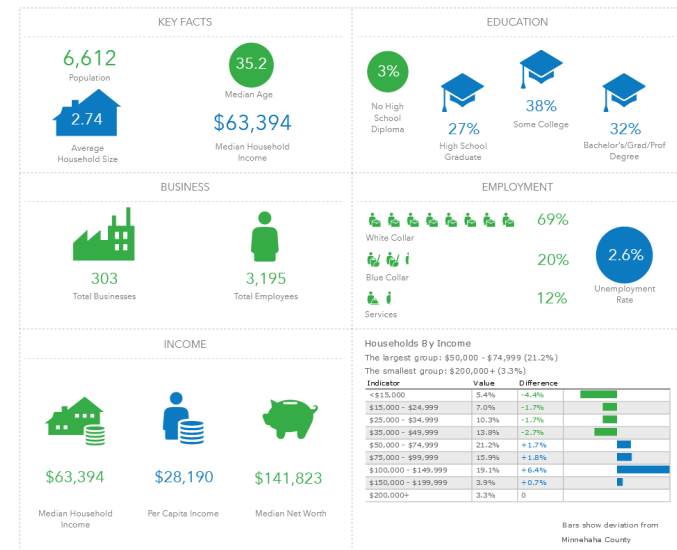 KEY FACTS
6,612
Population
35.2
Median Age
2.74
Average
Household Size
$63,394
Median Household
Income
EDUCATION
3%
No High
School
Diploma
27%
High School
Graduate
38%
Some College
32%
Bachelor's/Grad/Prof
Degree
BUSINESS
303
Total Businesses
3,195
Total Employees
EMPLOYMENT
69%
White Collar
20%
Blue Collar
12%
Services
2.6%
Unemployment
Rate
INCOME
$63,394
Median Household
Income
$28,190
Per Capita Income
$141,823
Median Net Worth
Households By Income
The largest group: $50,000 - $74,999 (21.2%)
The smallest group: $200,000+ (3.3%)
Indicator Value Difference
<$15,000 5.4% -4.4%
$15,000 - $24,999 7.0% -1.7%
$25,000 - $34,999 10.3% -1.7%
$35,000 - $49,999 13.8% -2.7%
$50,000 - $74,999 21.2% +1.7%
$75,000 - $99,999 15.9% +1.8%
$100,000 - $149,999 19.1% +6.4%
$150,000 - $199,999 3.9% +0.7%
$200,000+ 3.3% 0
Bars show deviation from
Minnehaha County